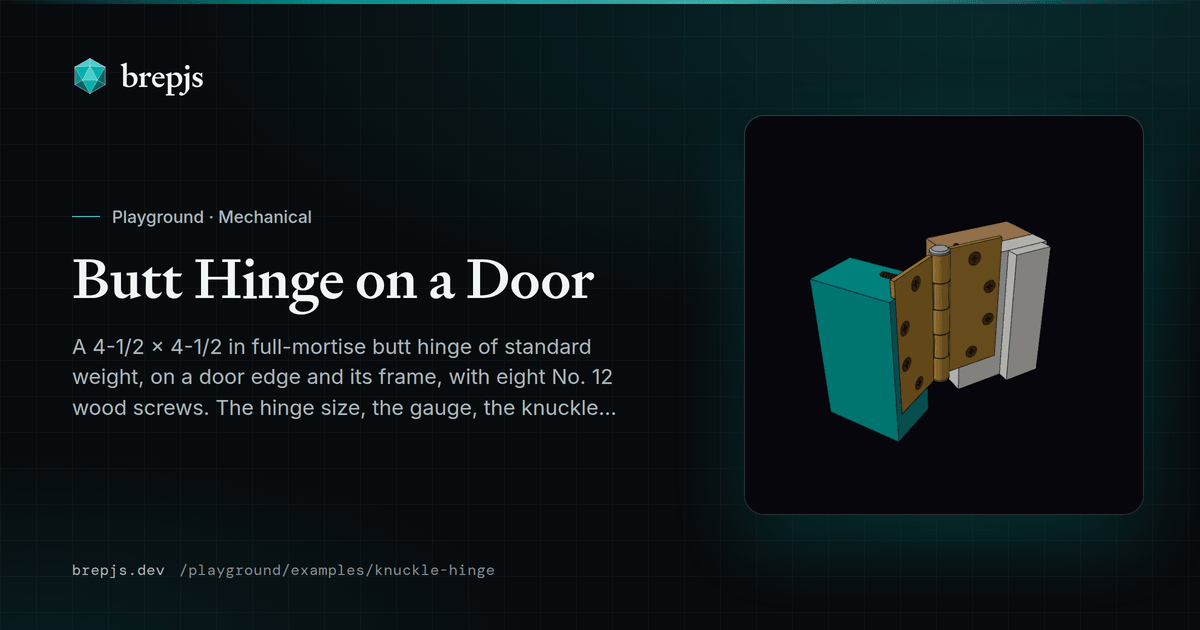 brepjs
Playground · Mechanical
Butt Hinge on a Door
A 4-1/2 × 4-1/2 in full-mortise butt hinge of standard
weight, on a door edge and its frame, with eight No. 12
wood screws. The hinge size, the gauge, the knuckle...
brepjs.dev /playground/examples/knuckle-hinge